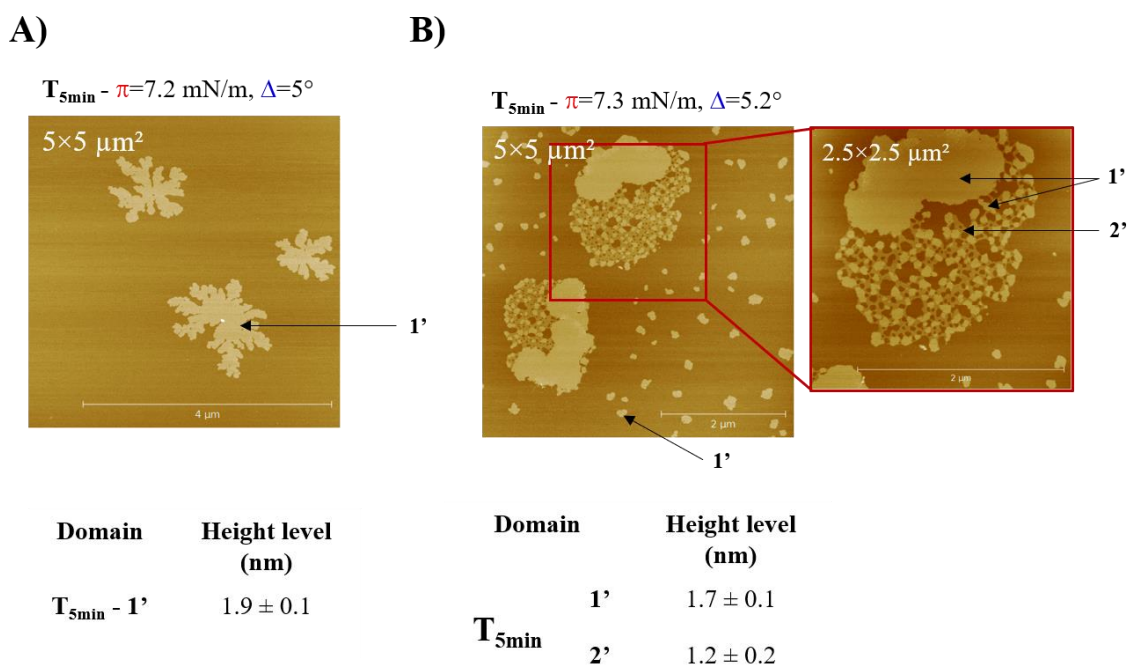 A)
T5min - π=7.2 mN/m, Δ=5°
5×5 µm²
1’
4 µm
Domain Height level
(nm)
T5min - 1’ 1.9 ± 0.1
B)
T5min - π=7.3 mN/m, Δ=5.2°
5×5 µm²
2 µm
1’
2.5×2.5 µm²
1’
2’
2 µm
Domain Height level
(nm)
T5min
1’ 1.7 ± 0.1
2’ 1.2 ± 0.2